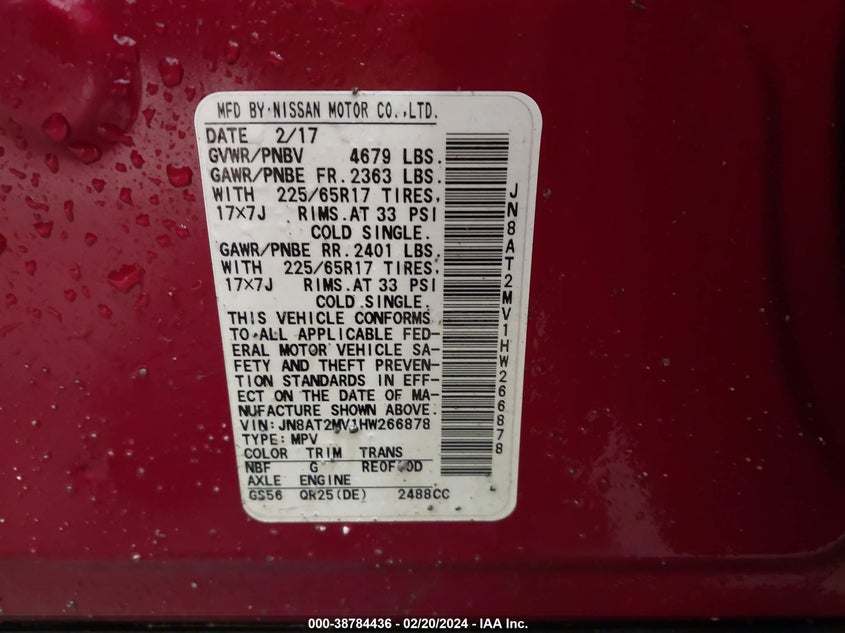 MFD BY·NISSAN MOTOR CO.,LTD.
DATE 2/17
GVWR/PNBV 4679 LBS.
GAWR/PNBE FR. 2363 LBS.
WITH 225/65R17 TIRES,
17×7J RIMS.AT 33 PSI
COLD SINGLE.
GAWR/PNBE RR. 2401 LBS.
WITH 225/65R17 TIRES,
17×7J RIMS.AT 33 PSI
COLD SINGLE.
THIS VEHICLE CONFORMS
TO ALL APPLICABLE FED-
ERAL MOTOR VEHICLE SA-
FETY AND THEFT PREVEN-
TION STANDARDS IN EFF-
ECT ON THE DATE OF MA-
NUFACTURE SHOWN ABOVE.
VIN: JN8AT2MV1HW266878
TYPE: MPV
COLOR TRIM TRANS
NBF G
AXLE ENGINE
GS56 QR25(DE) 2488CC
JN8AT2MV1HW266878
000-38784436 - 02/20/2024 - IAA Inc.